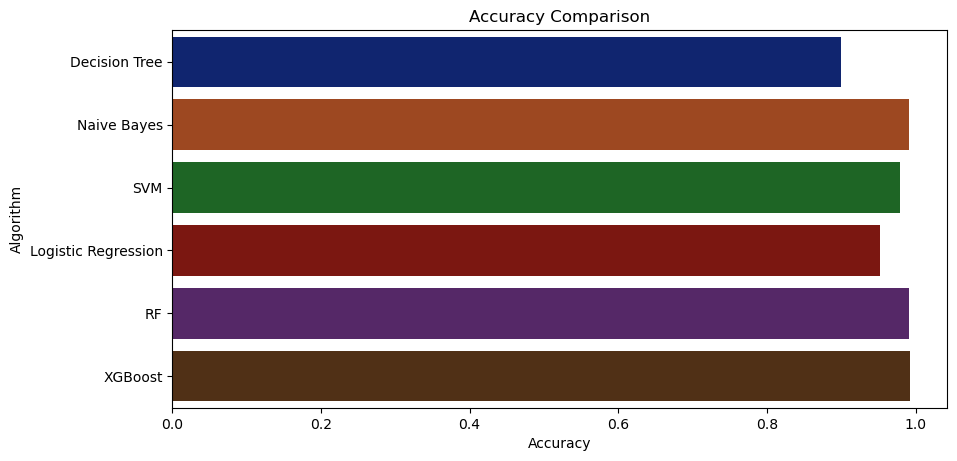 Accuracy Comparison
Algorithm
Decision Tree
Naive Bayes
SVM
Logistic Regression
RF
XGBoost
0.0 0.2 0.4 0.6 0.8 1.0
Accuracy